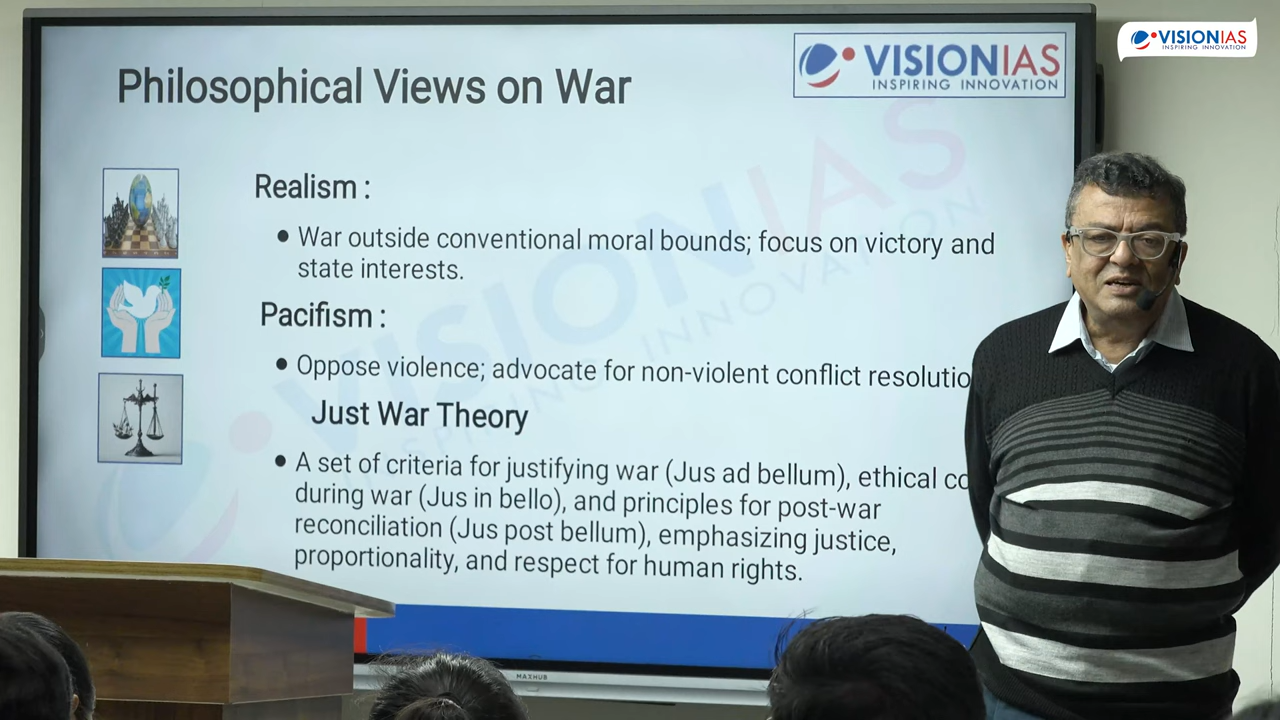 VISIONIAS
INSPIRING INNOVATION
Philosophical Views on War
VISIONIAS
INSPIRING INNOVATION
Realism :
• War outside conventional moral bounds; focus on victory and
state interests.
Pacifism :
• Oppose violence; advocate for non-violent conflict resolutio
Just War Theory
• A set of criteria for justifying war (Jus ad bellum), ethical co
during war (Jus in bello), and principles for post-war
reconciliation (Jus post bellum), emphasizing justice,
proportionality, and respect for human rights.
VISIONIAS
INSPIRING INNOVATION
MAXHUB